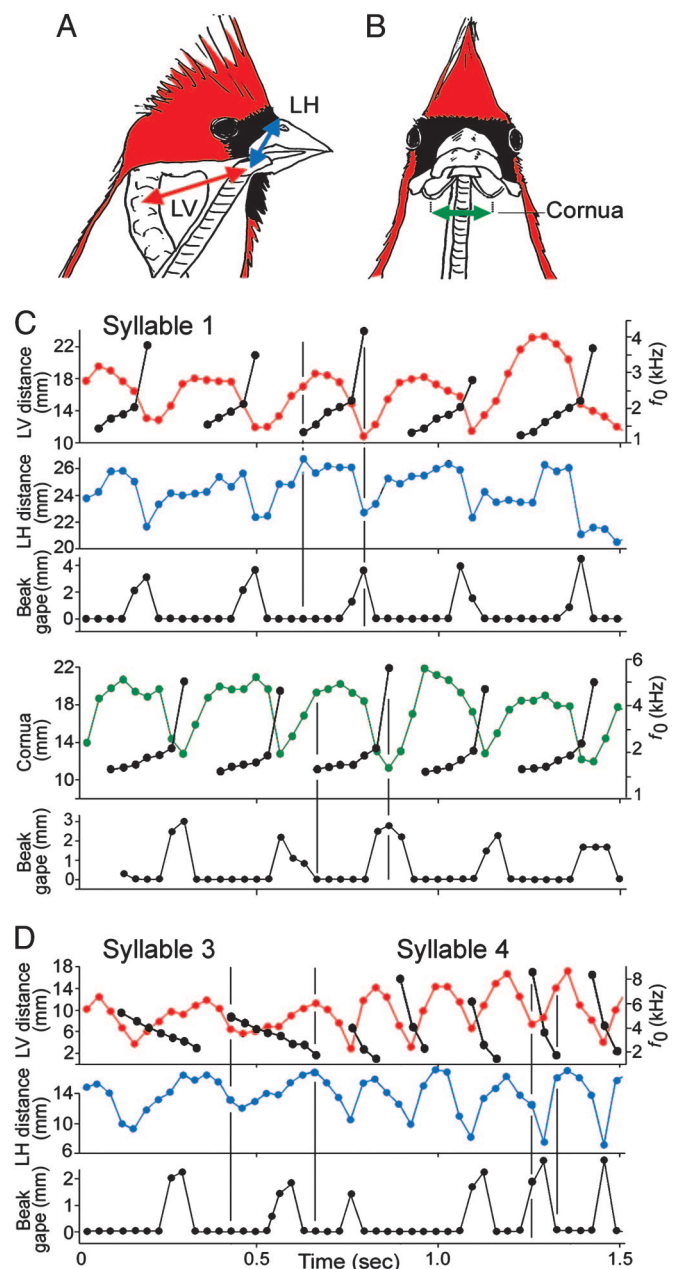 A
B
LH
LV
Cornua
C
Syllable 1
LV distance
(mm)
22
18
14
10
f0 (kHz)
4
3
2
1
LH distance
(mm)
26
24
22
20
Beak
gape (mm)
4
2
0
Cornua
(mm)
22
18
14
10
f0 (kHz)
6
4
2
1
Beak
gape (mm)
3
2
1
0
D
Syllable 3
Syllable 4
LV distance
(mm)
18
14
10
6
2
f0 (kHz)
8
6
4
2
LH distance
(mm)
14
10
6
Beak
gape (mm)
2
1
0
0
0.5
1.0
1.5
Time (sec)